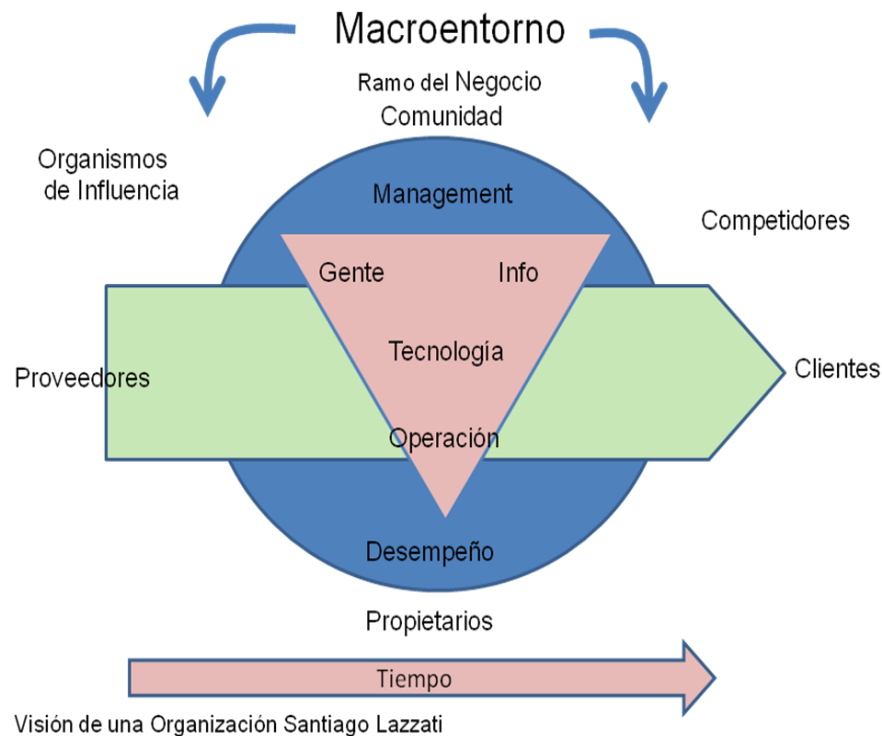 Macroentorno
Ramo del Negocio
Comunidad
Organismos
de Influencia
Management
Competidores
Gente
Info
Tecnología
Proveedores
Clientes
Operación
Desempeño
Propietarios
Tiempo
Visión de una Organización Santiago Lazzati